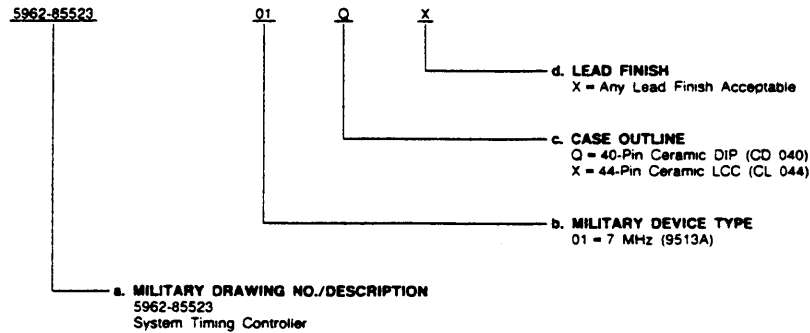 5962-85523 01 Q X
d. LEAD FINISH
X = Any Lead Finish Acceptable
c. CASE OUTLINE
Q = 40-Pin Ceramic DIP (CD 040)
X = 44-Pin Ceramic LCC (CL 044)
b. MILITARY DEVICE TYPE
01 = 7 MHz (9513A)
a. MILITARY DRAWING NO./DESCRIPTION
5962-85523
System Timing Controller